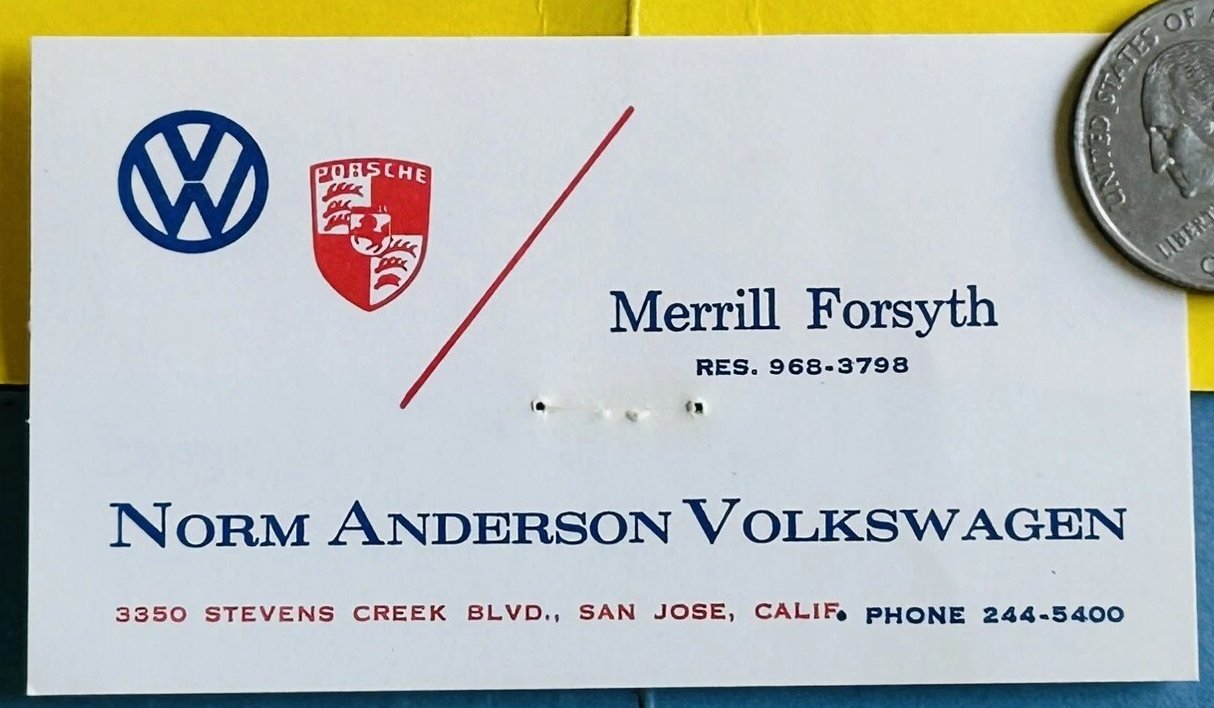 PORSCHE
Merrill Forsyth
RES. 968-3798
NORM ANDERSON VOLKSWAGEN
3350 STEVENS CREEK BLVD., SAN JOSE, CALIF. PHONE 244-5400
UNITED STATES OF